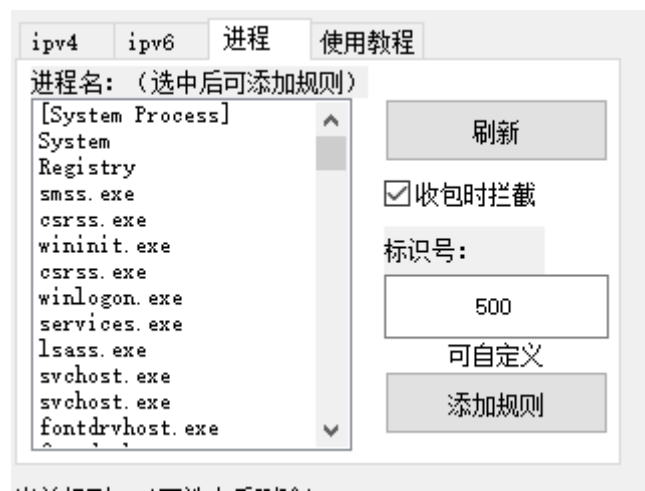 ipv4 ipv6 进程 使用教程
进程名：（选中后可添加规则）
[System Process]
System
Registry
smss.exe
csrss.exe
wininit.exe
csrss.exe
winlogon.exe
services.exe
lsass.exe
svchost.exe
svchost.exe
fontdrvhost.exe
刷新
收包时拦截
标识号：
500
可自定义
添加规则